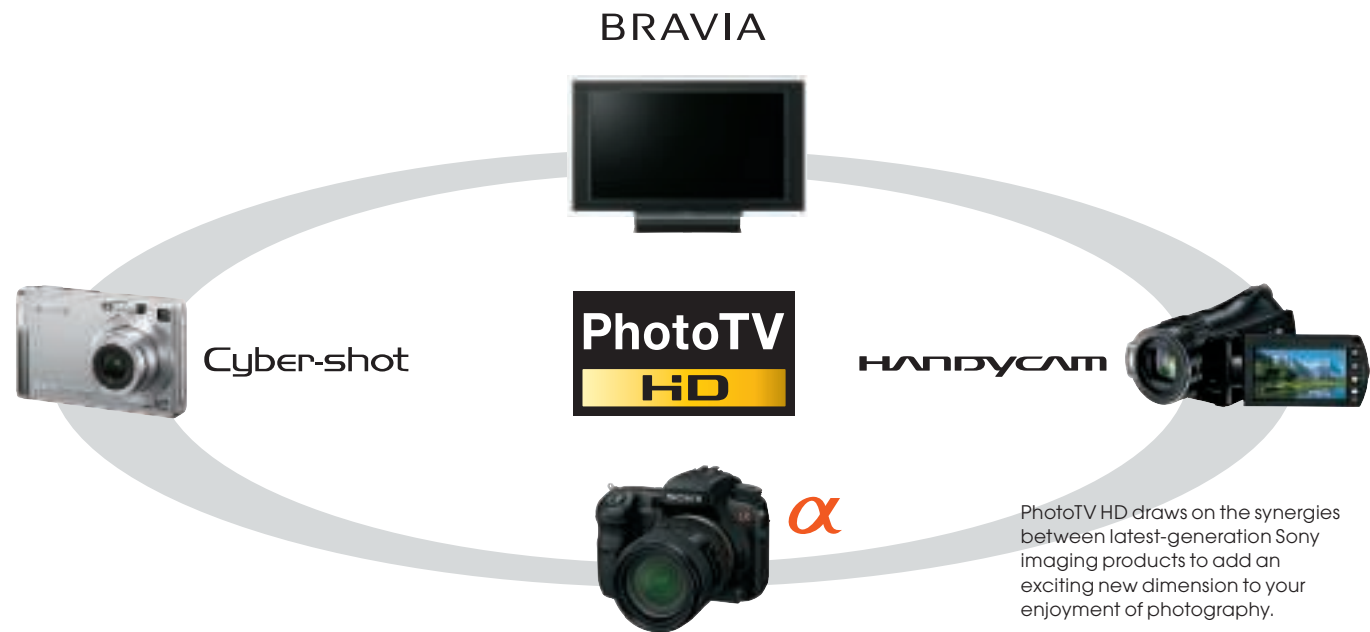 BRAVIA
Cyber-shot
PhotoTV
HD
HANDYCAM
SONY
α
PhotoTV HD draws on the synergies
between latest-generation Sony
imaging products to add an
exciting new dimension to your
enjoyment of photography.